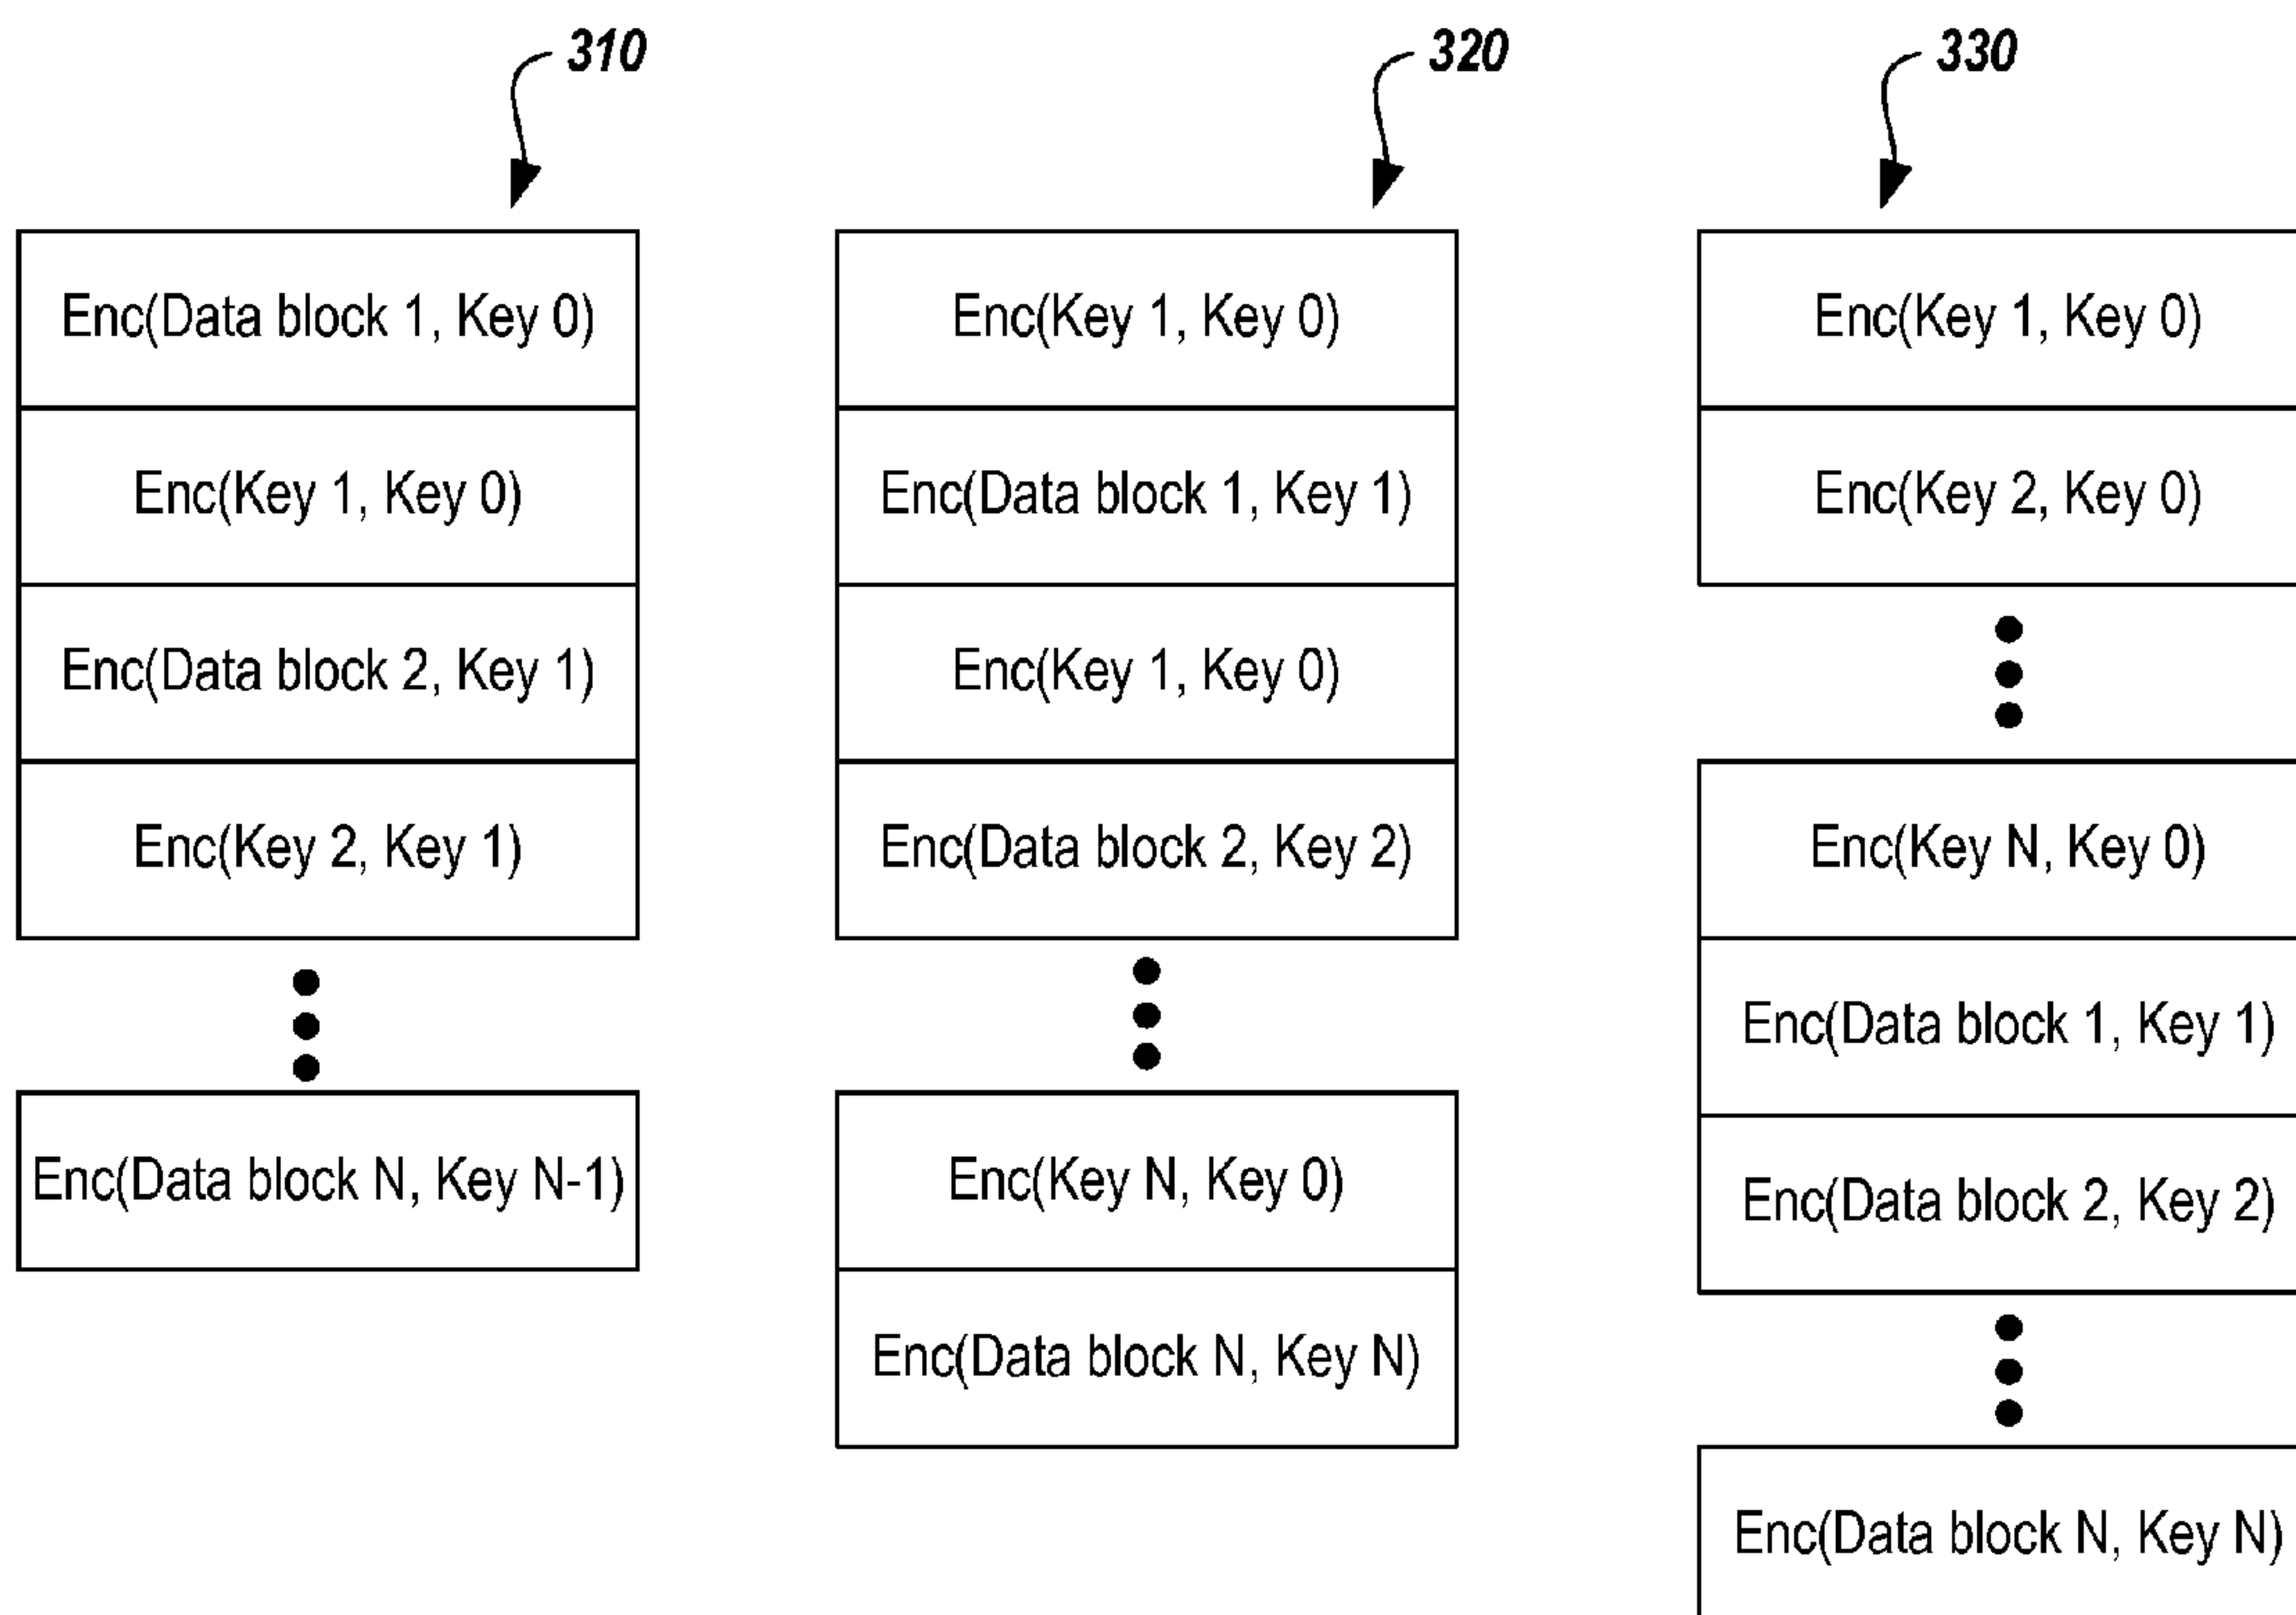 310
Enc(Data block 1, Key 0)
Enc(Key 1, Key 0)
Enc(Data block 2, Key 1)
Enc(Key 2, Key 1)
Enc(Data block N, Key N-1)
320
Enc(Key 1, Key 0)
Enc(Data block 1, Key 1)
Enc(Key 1, Key 0)
Enc(Data block 2, Key 2)
Enc(Key N, Key 0)
Enc(Data block N, Key N)
330
Enc(Key 1, Key 0)
Enc(Key 2, Key 0)
Enc(Key N, Key 0)
Enc(Data block 1, Key 1)
Enc(Data block 2, Key 2)
Enc(Data block N, Key N)